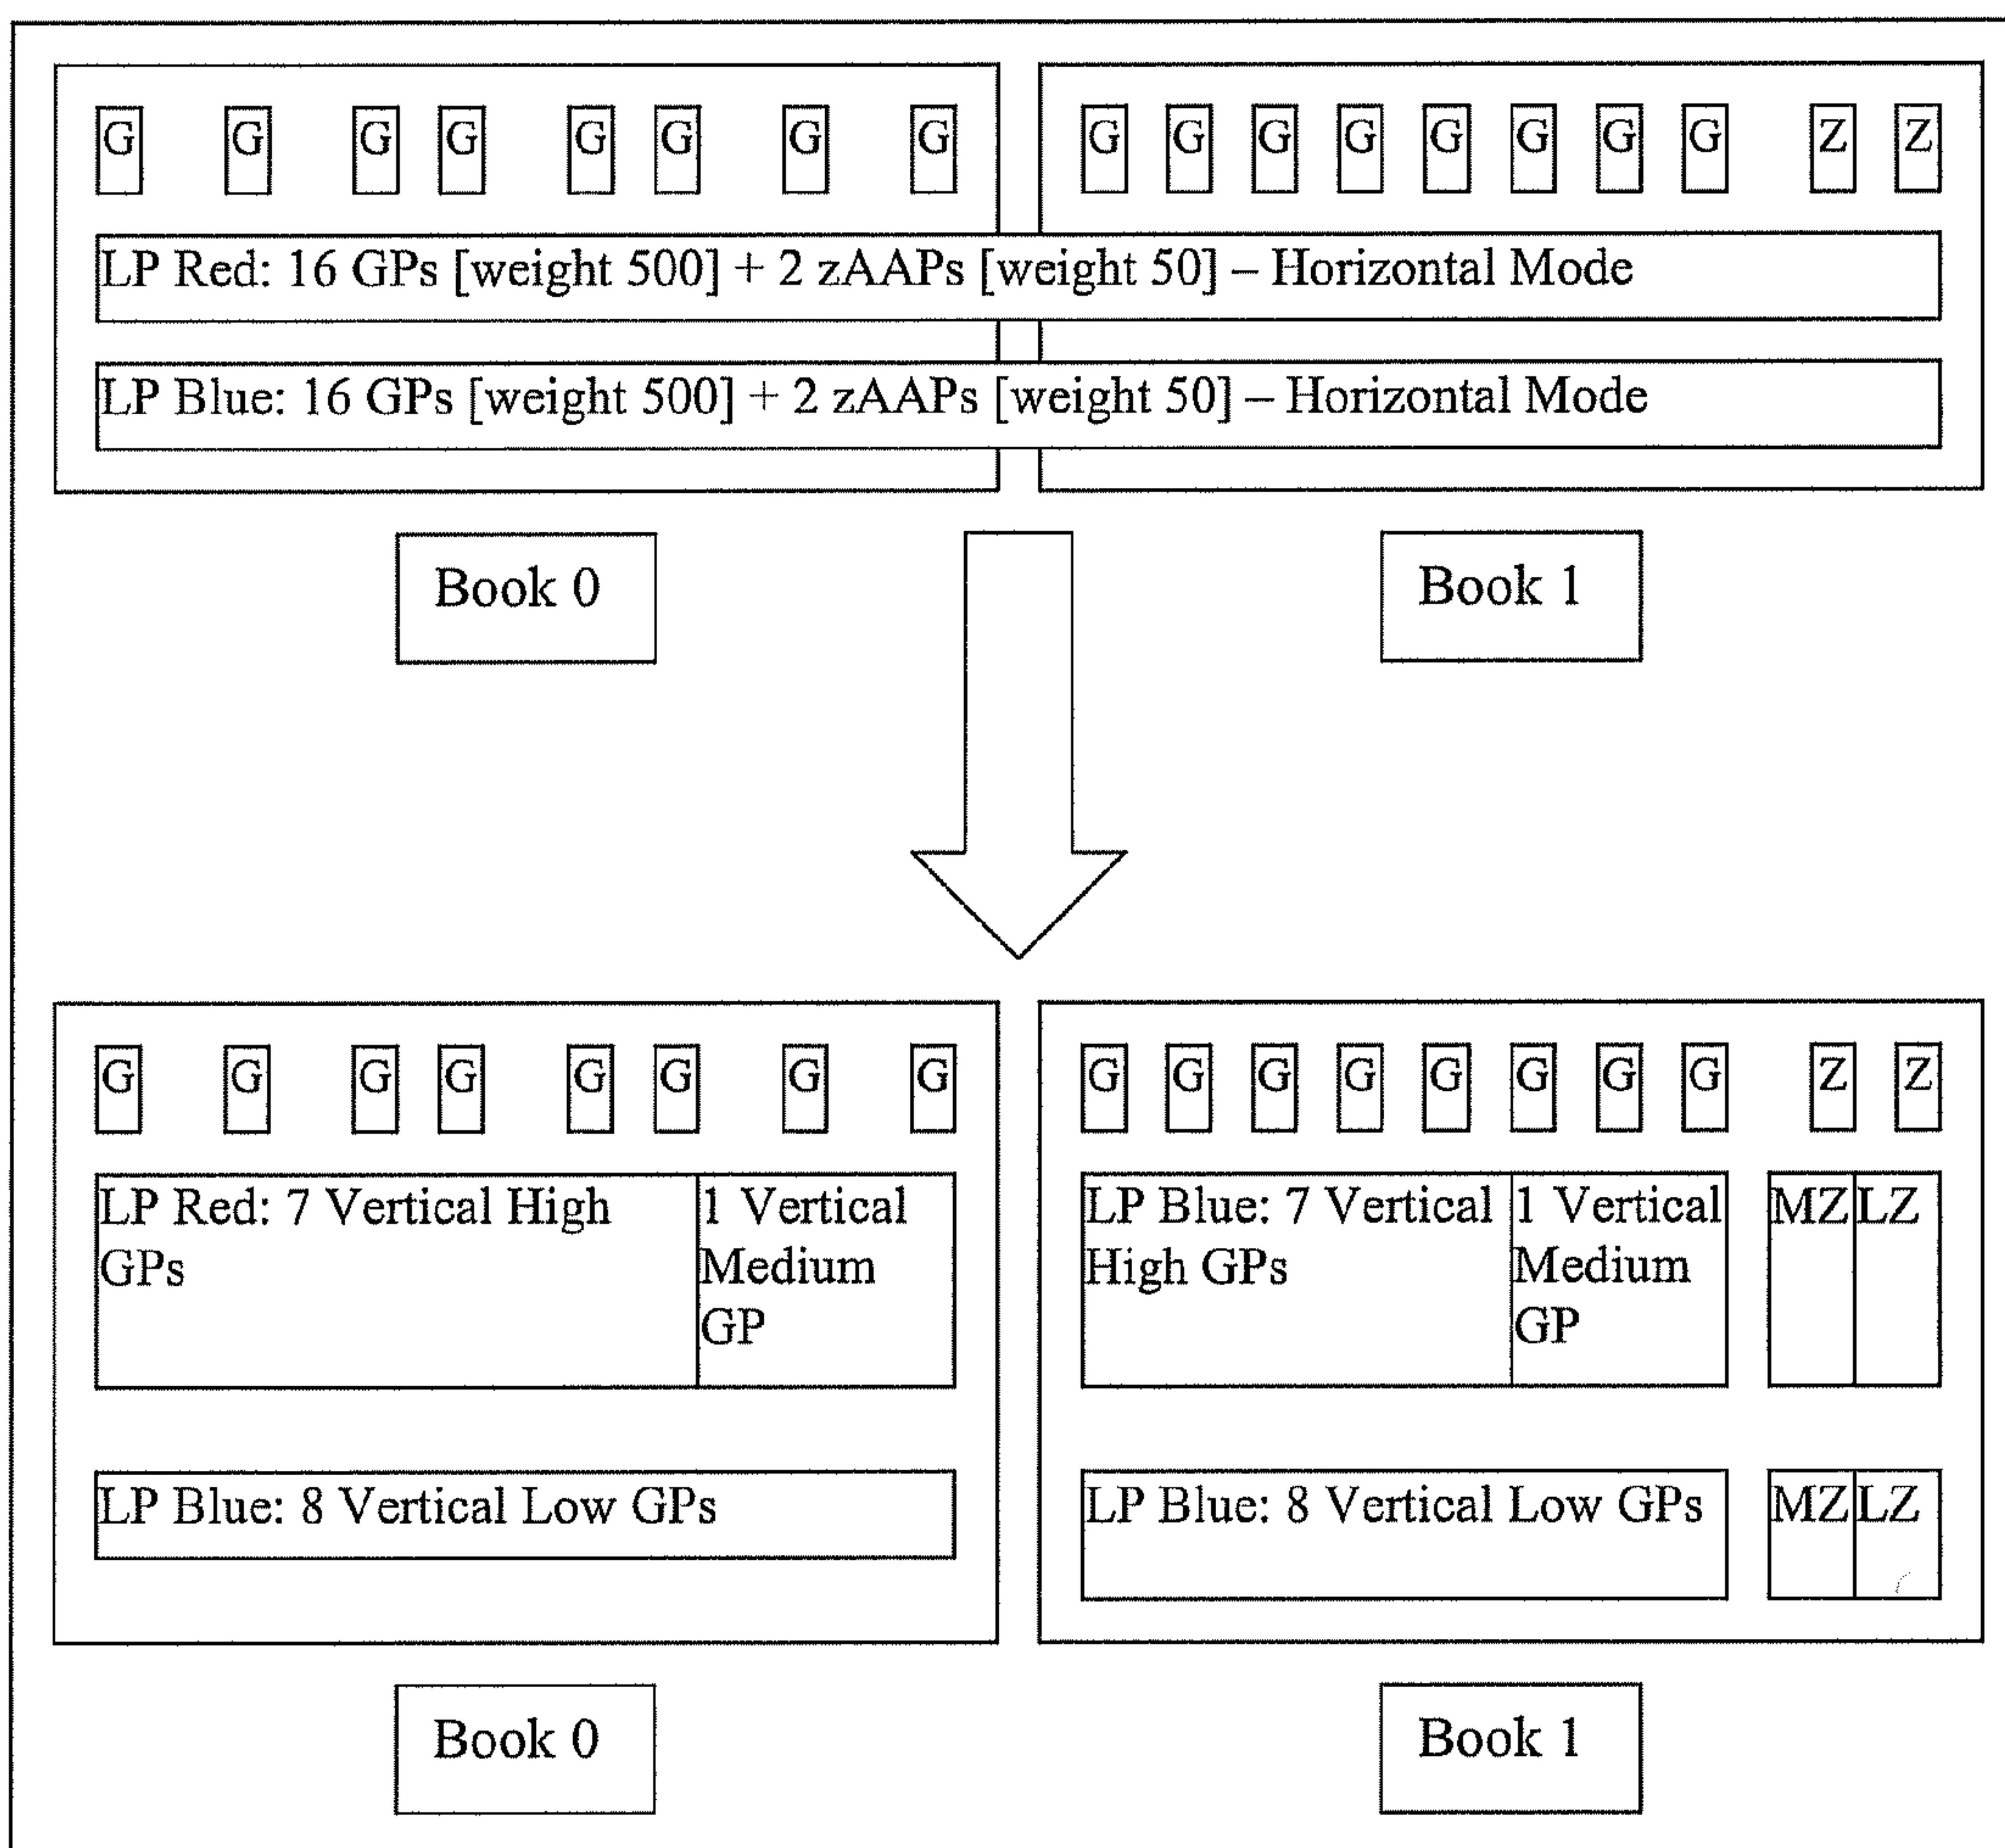 G G G G G G G G G G G G G G G G Z Z
LP Red: 16 GPs [weight 500] + 2 zAAPs [weight 50] – Horizontal Mode
LP Blue: 16 GPs [weight 500] + 2 zAAPs [weight 50] – Horizontal Mode
Book 0
Book 1
G G G G G G G G
LP Red: 7 Vertical High
GPs
1 Vertical
Medium
GP
LP Blue: 8 Vertical Low GPs
G G G G G G G G Z Z
LP Blue: 7 Vertical
High GPs
1 Vertical
Medium
GP
MZ LZ
LP Blue: 8 Vertical Low GPs
MZ LZ
Book 0
Book 1